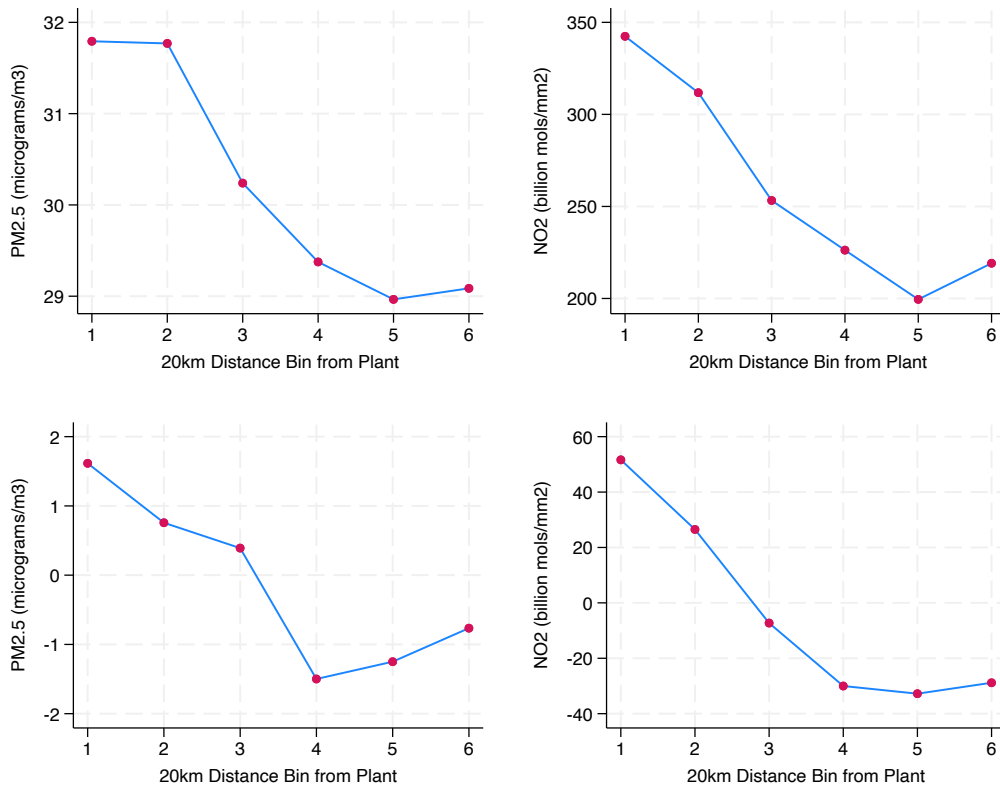 PM2.5 (micrograms/m3)
32
31
30
29
1 2 3 4 5 6
20km Distance Bin from Plant
NO2 (billion mols/mm2)
350
300
250
200
1 2 3 4 5 6
20km Distance Bin from Plant
PM2.5 (micrograms/m3)
2
1
0
-1
-2
1 2 3 4 5 6
20km Distance Bin from Plant
NO2 (billion mols/mm2)
60
40
20
0
-20
-40
1 2 3 4 5 6
20km Distance Bin from Plant